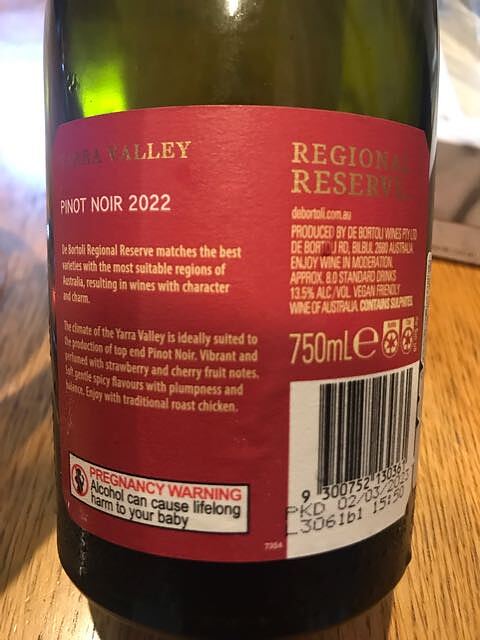 YARRA VALLEY
PINOT NOIR 2022
De Bortoli Regional Reserve matches the best
varieties with the most suitable regions of
Australia, resulting in wines with character
and charm.
The climate of the Yarra Valley is ideally suited to
the production of top end Pinot Noir. Vibrant and
perfumed with strawberry and cherry fruit notes.
Soft gentle spicy flavours with plumpness and
balance. Enjoy with traditional roast chicken.
PREGNANCY WARNING
Alcohol can cause lifelong
harm to your baby
REGIONAL
RESERVE
debortoli.com.au
PRODUCED BY DE BORTOLI WINES PTY LTD
DE BORTOLI RD, BILBUL 2680 AUSTRALIA
ENJOY WINE IN MODERATION
APPROX. 8.0 STANDARD DRINKS
13.5% ALC/VOL. VEGAN FRIENDLY
WINE OF AUSTRALIA. CONTAINS SULPHITES
750mL e
9 300752 130361
PKD 02/03/2023
L3061b1 15:50
7354